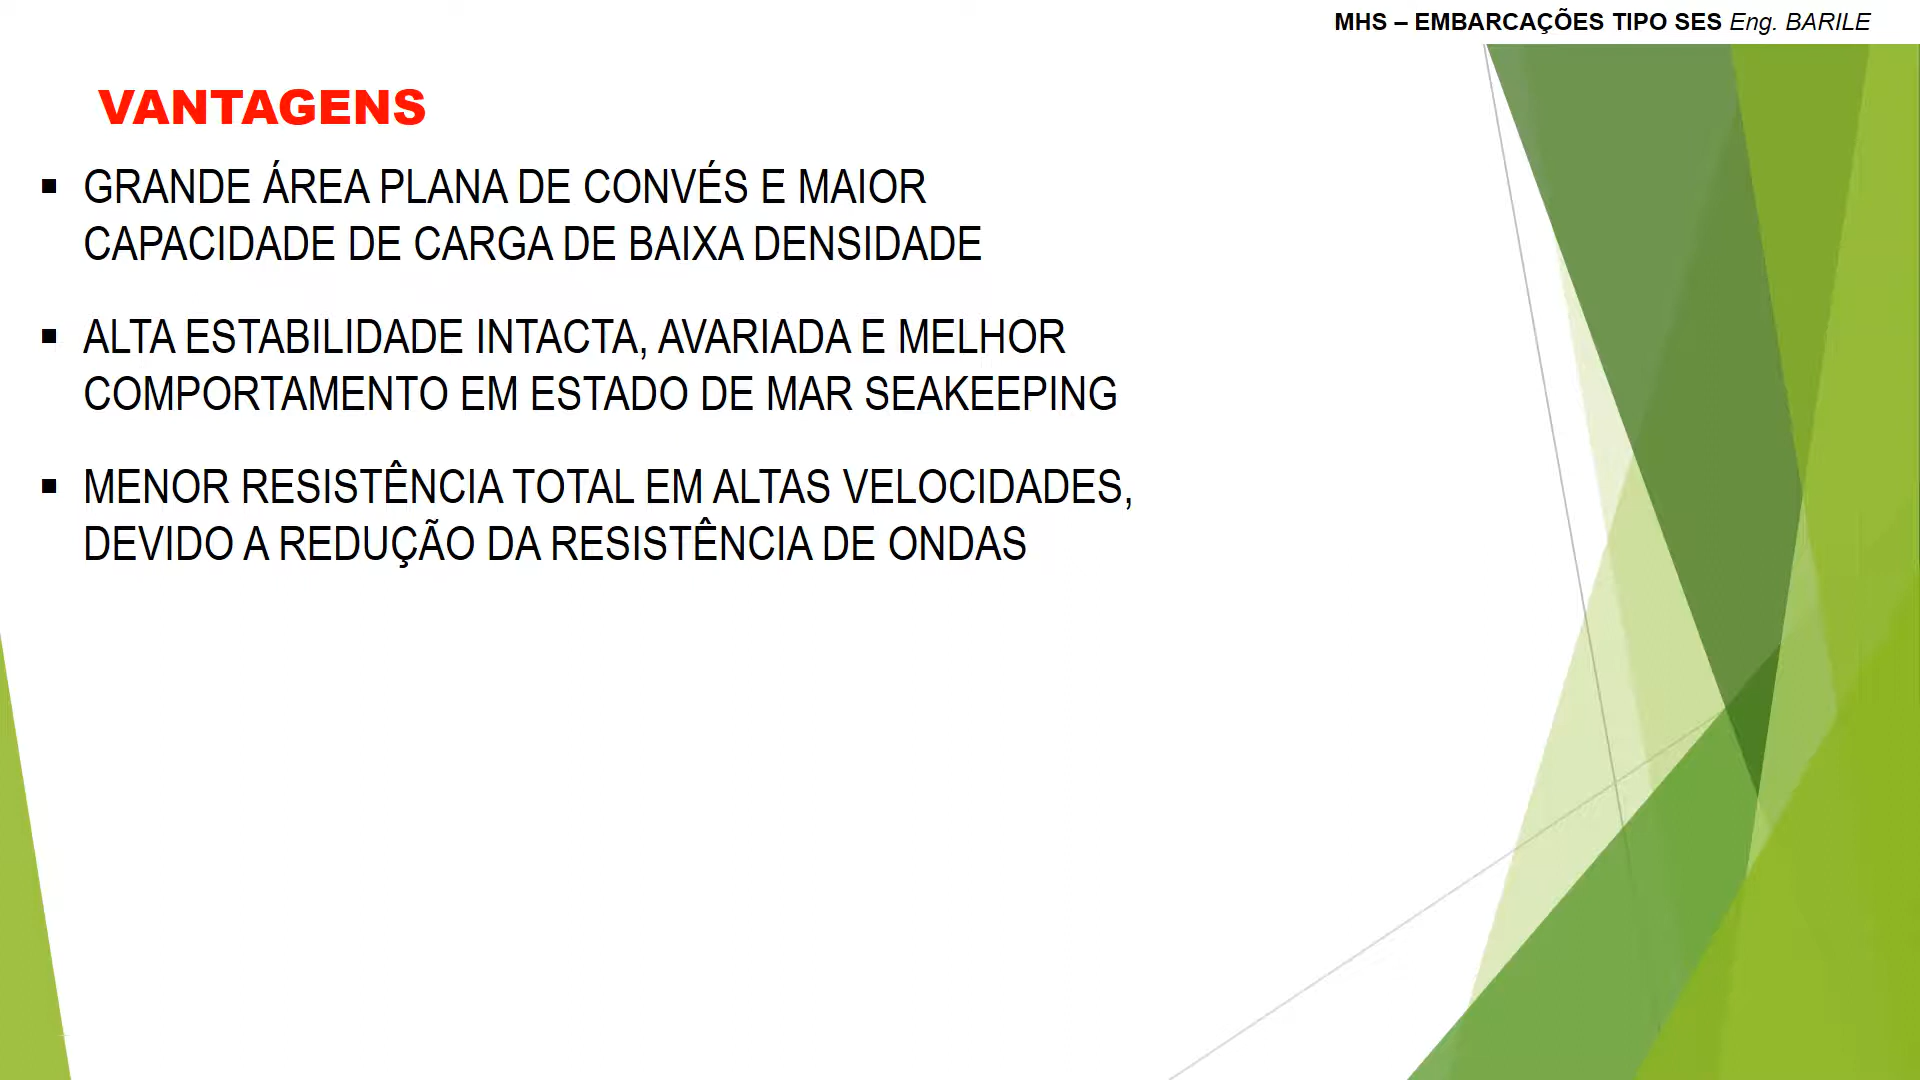 MHS – EMBARCAÇÕES TIPO SES Eng. BARILE
VANTAGENS
▪ GRANDE ÁREA PLANA DE CONVÉS E MAIOR
CAPACIDADE DE CARGA DE BAIXA DENSIDADE
▪ ALTA ESTABILIDADE INTACTA, AVARIADA E MELHOR
COMPORTAMENTO EM ESTADO DE MAR SEAKEEPING
▪ MENOR RESISTÊNCIA TOTAL EM ALTAS VELOCIDADES,
DEVIDO A REDUÇÃO DA RESISTÊNCIA DE ONDAS